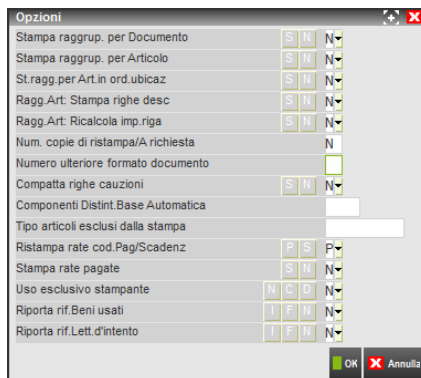 Opzioni
Stampa raggrup. per Documento S N N
Stampa raggrup. per Articolo S N N
St.ragg.per Art.in ord.ubicaz S N N
Ragg.Art: Stampa righe desc S N N
Ragg.Art: Ricalcola imp.riga S N N
Num. copie di ristampa/A richiesta N
Numero ulteriore formato documento
Compatta righe cauzioni S N N
Componenti Distint.Base Automatica
Tipo articoli esclusi dalla stampa
Ristampa rate cod.Pag/Scadenz P S P
Stampa rate pagate S N N
Uso esclusivo stampante N C D N
Riporta rif.Beni usati I F N N
Riporta rif.Lett.d'intento I F N N
OK Annulla